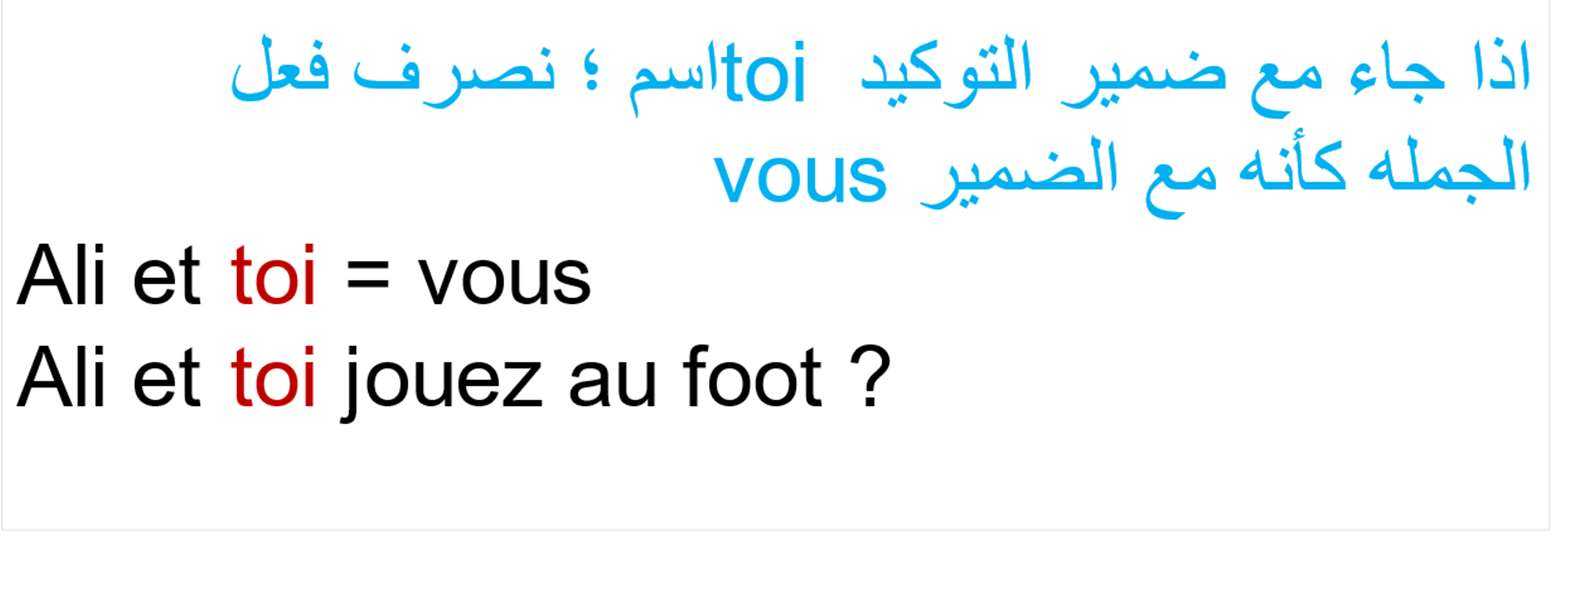 اذا جاء مع ضمير التوكيد toi اسم ؛ نصرف فعل
الجمله كأنه مع الضمير vous
Ali et toi = vous
Ali et toi jouez au foot ?